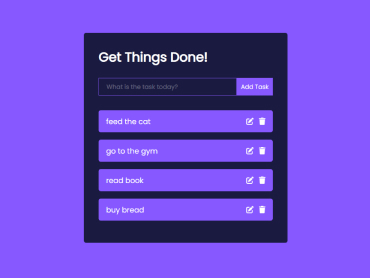 Get Things Done!
What is the task today? Add Task
feed the cat
go to the gym
read book
buy bread